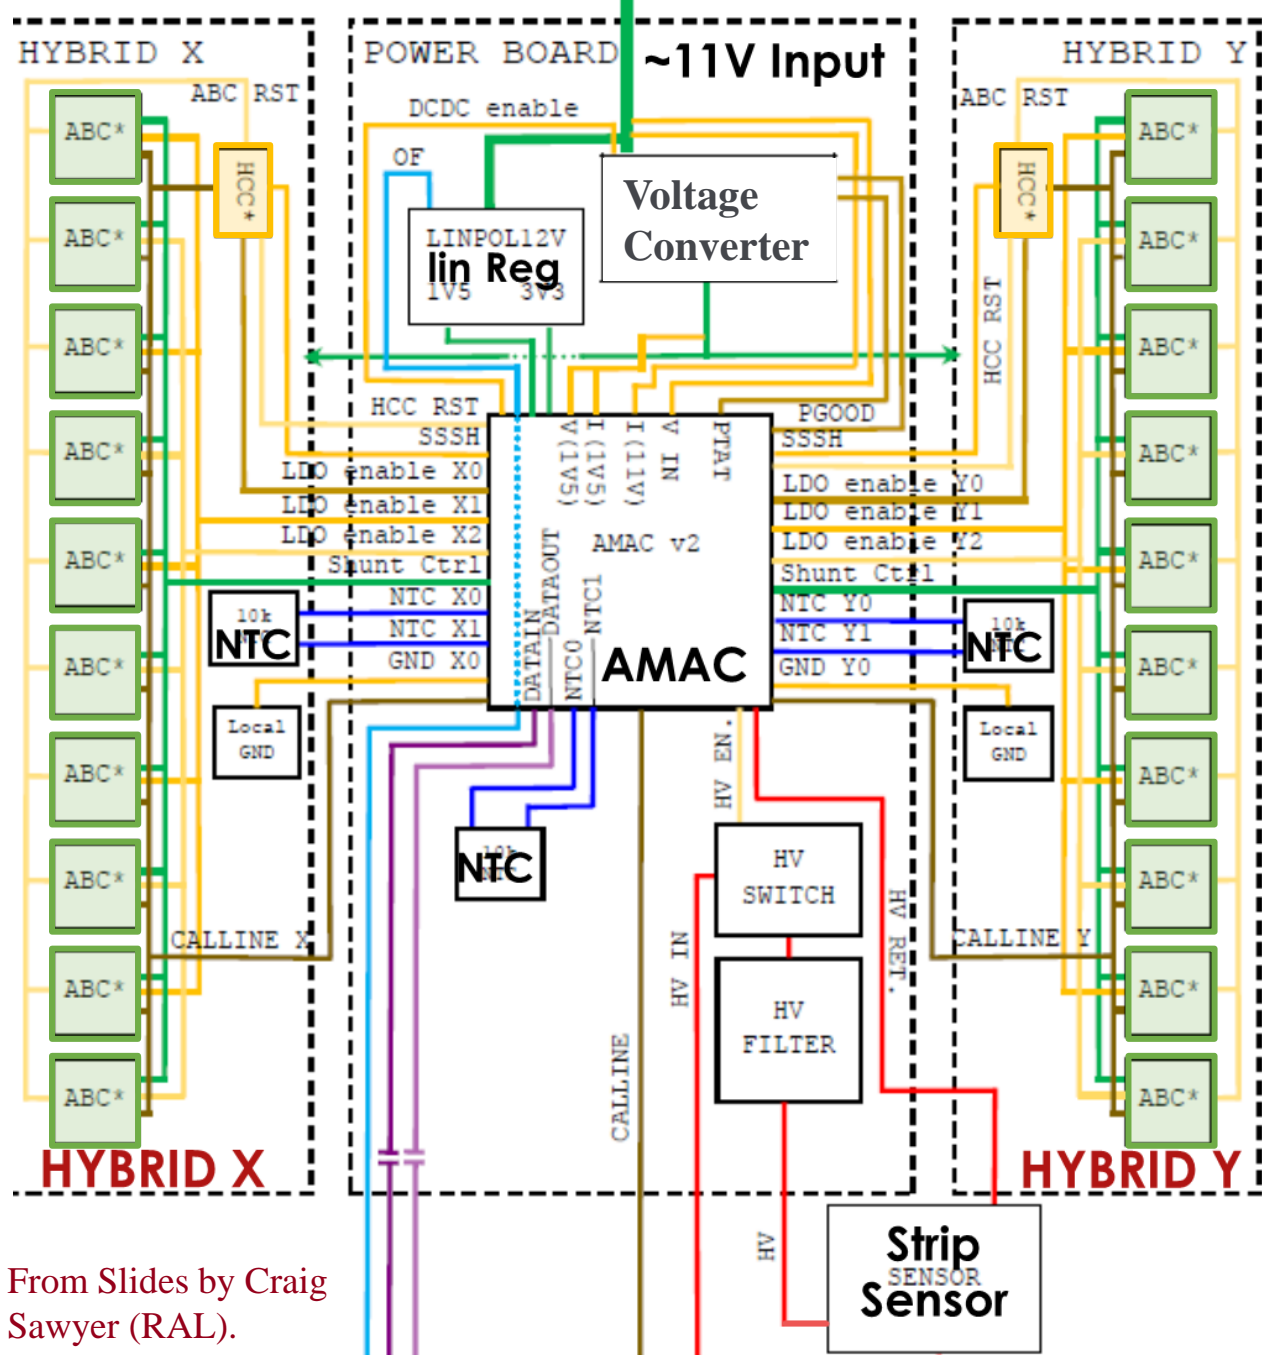 HYBRID X
ABC RST
ABC*
ABC*
ABC*
ABC*
ABC*
ABC*
ABC*
ABC*
ABC*
ABC*
HCC*
CALLINE X
HYBRID X
POWER BOARD
~11V Input
DCDC enable
OF
LINPOL12V
lin Reg
1V5 3V3
Voltage
Converter
HCC RST
SSSH
LDO enable X0
LDO enable X1
LDO enable X2
Shunt Ctrl
NTC X0
NTC X1
GND X0
10k
NTC
Local
GND
V(1V5)
I(1V5)
I(11V)
V IN
PTAT
AMAC v2
DATAIN
DATAOUT
NTC0
NTC1
AMAC
PGOOD
SSSH
LDO enable Y0
LDO enable Y1
LDO enable Y2
Shunt Ctrl
NTC Y0
NTC Y1
GND Y0
10k
NTC
HV EN.
HV
SWITCH
HV
FILTER
HV IN
HV RET.
CALLINE
HV
Strip
SENSOR
Sensor
HYBRID Y
ABC RST
HCC*
HCC RST
ABC*
ABC*
ABC*
ABC*
ABC*
ABC*
ABC*
ABC*
ABC*
ABC*
10k
NTC
Local
GND
CALLINE Y
HYBRID Y
From Slides by Craig
Sawyer (RAL).